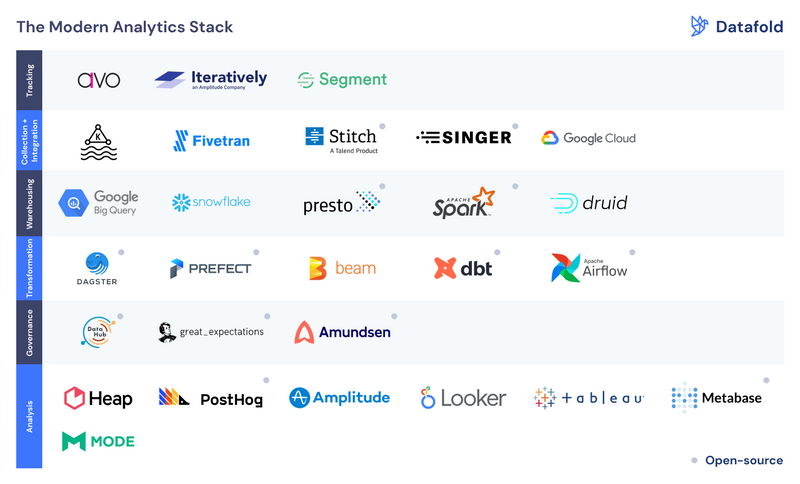 The Modern Analytics Stack
Datafold
Tracking
avo
Iteratively
an Amplitude Company
Segment
Collection +
Integration
K
Fivetran
Stitch
A Talend Product
SINGER
Google Cloud
Warehousing
Google
Big Query
snowflake
presto
APACHE
Spark™
druid
Transformation
DAGSTER
PREFECT
beam
dbt
Apache
Airflow
Governance
Data
Hub
great_expectations
Amundsen
Analysis
Heap
PostHog
Amplitude
Looker
+ a b l e a u
Metabase
MODE
Open-source